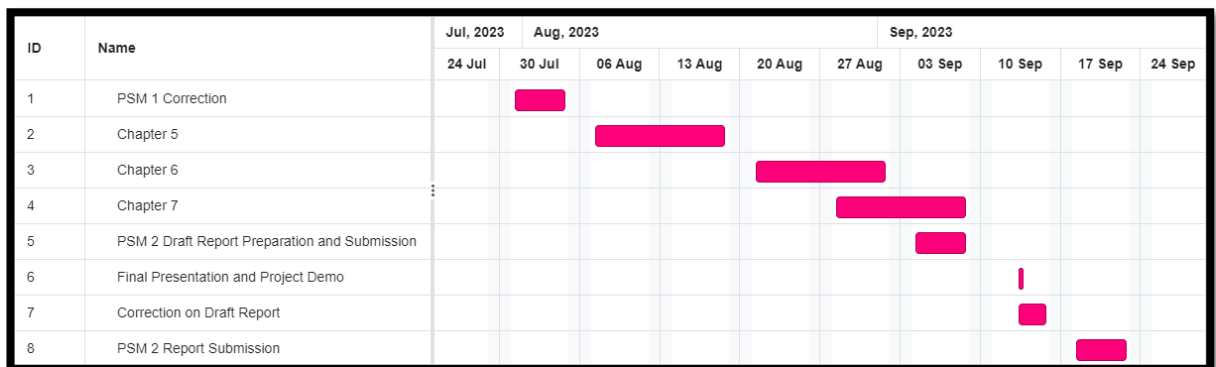 ID Name Jul, 2023 Aug, 2023 Sep, 2023
24 Jul 30 Jul 06 Aug 13 Aug 20 Aug 27 Aug 03 Sep 10 Sep 17 Sep 24 Sep
1 PSM 1 Correction
2 Chapter 5
3 Chapter 6
4 Chapter 7
5 PSM 2 Draft Report Preparation and Submission
6 Final Presentation and Project Demo
7 Correction on Draft Report
8 PSM 2 Report Submission